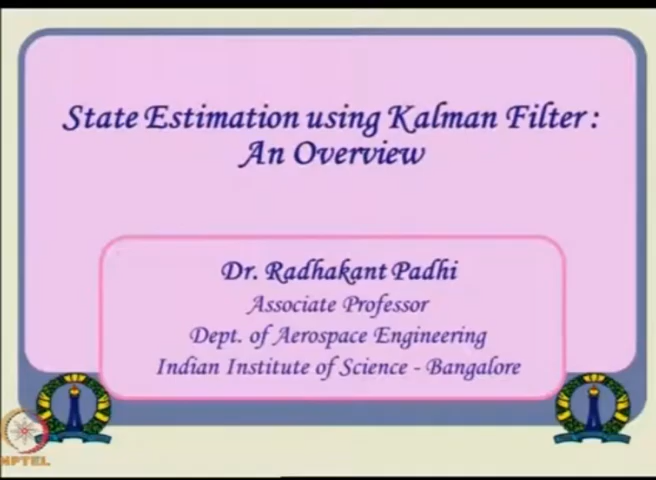 State Estimation using Kalman Filter :
An Overview
Dr. Radhakant Padhi
Associate Professor
Dept. of Aerospace Engineering
Indian Institute of Science - Bangalore
NPTEL